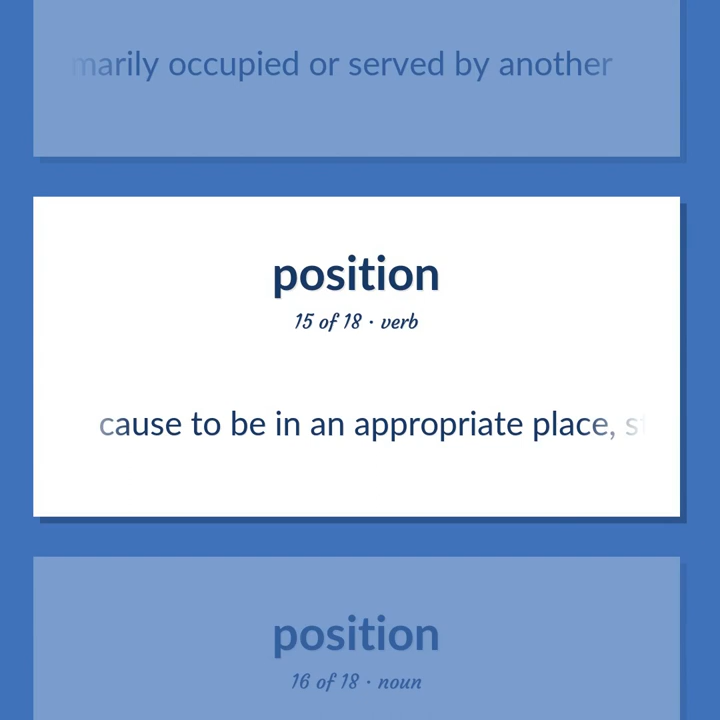 marily occupied or served by another
position
15 of 18 · verb
cause to be in an appropriate place,
position
16 of 18 · noun